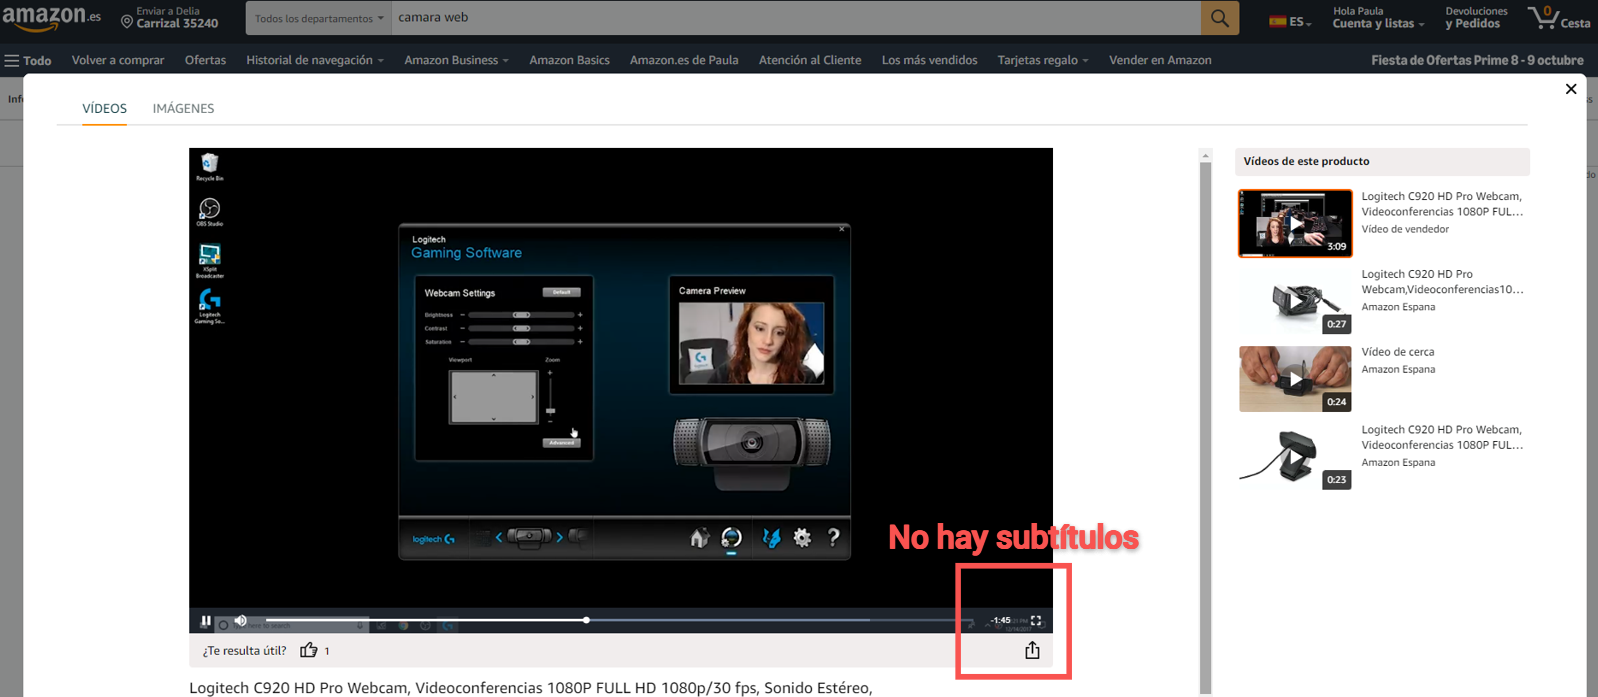 amazon.es
Enviar a Delia
Carrizal 35240
Todos los departamentos
camara web
ES
Hola Paula
Cuenta y listas
Devoluciones
y Pedidos
0
Cesta
Todo
Volver a comprar
Ofertas
Historial de navegación
Amazon Business
Amazon Basics
Amazon.es de Paula
Atención al Cliente
Los más vendidos
Tarjetas regalo
Vender en Amazon
Fiesta de Ofertas Prime 8 - 9 octubre
VÍDEOS
IMÁGENES
Recycle Bin
OBS Studio
XSplit
Broadcaster
Logitech
Gaming So...
Logitech
Gaming Software
Webcam Settings
Default
Brightness
Contrast
Saturation
Viewport
Zoom
Advanced
Camera Preview
logitech G
?
No hay subtítulos
-1:45
¿Te resulta útil?
1
Logitech C920 HD Pro Webcam, Videoconferencias 1080P FULL HD 1080p/30 fps, Sonido Estéreo,
Vídeos de este producto
3:09
Logitech C920 HD Pro Webcam,
Videoconferencias 1080P FUL...
Vídeo de vendedor
0:27
Logitech C920 HD Pro
Webcam,Videoconferencias10...
Amazon Espana
0:24
Vídeo de cerca
Amazon Espana
0:23
Logitech C920 HD Pro Webcam,
Videoconferencias 1080P FUL...
Amazon Espana